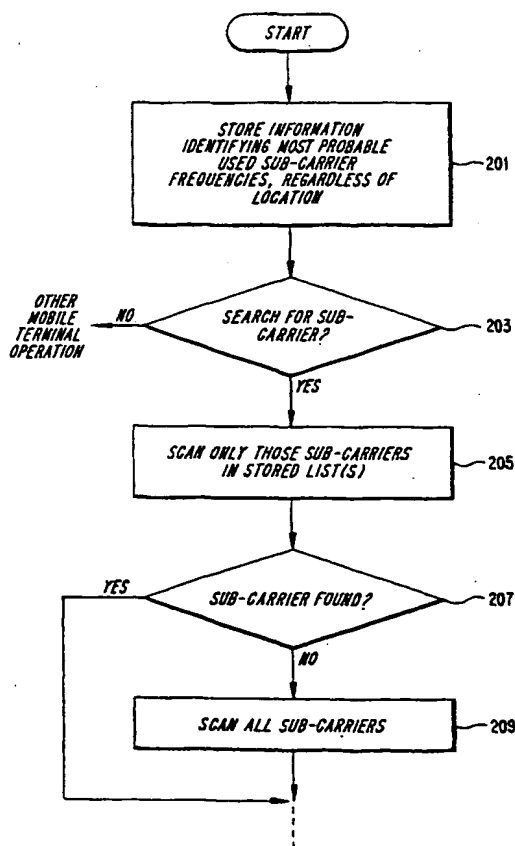 START
STORE INFORMATION
IDENTIFYING MOST PROBABLE
USED SUB-CARRIER
FREQUENCIES, REGARDLESS OF
LOCATION
201
OTHER
MOBILE
TERMINAL
OPERATION
NO
SEARCH FOR SUB-
CARRIER?
203
YES
SCAN ONLY THOSE SUB-CARRIERS
IN STORED LIST(S)
205
YES
SUB-CARRIER FOUND?
207
NO
SCAN ALL SUB-CARRIERS
209